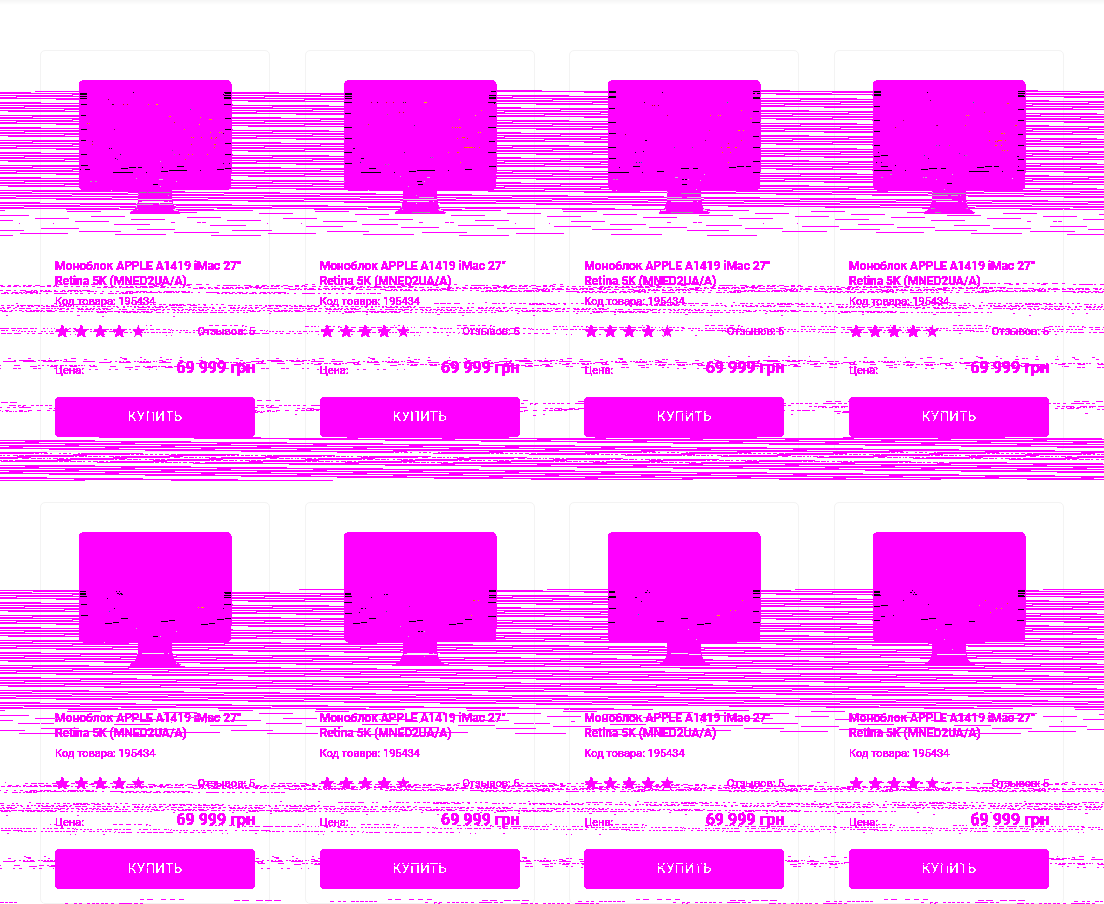 Моноблок APPLE A1419 iMac 27"
Retina 5K (MNED2UA/A)
Код товара: 195434
Отзывов: 5
Цена: 69 999 грн
КУПИТЬ
Моноблок APPLE A1419 iMac 27"
Retina 5K (MNED2UA/A)
Код товара: 195434
Отзывов: 5
Цена: 69 999 грн
КУПИТЬ
Моноблок APPLE A1419 iMac 27"
Retina 5K (MNED2UA/A)
Код товара: 195434
Отзывов: 5
Цена: 69 999 грн
КУПИТЬ
Моноблок APPLE A1419 iMac 27"
Retina 5K (MNED2UA/A)
Код товара: 195434
Отзывов: 5
Цена: 69 999 грн
КУПИТЬ
Моноблок APPLE A1419 iMac 27"
Retina 5K (MNED2UA/A)
Код товара: 195434
Отзывов: 5
Цена: 69 999 грн
КУПИТЬ
Моноблок APPLE A1419 iMac 27"
Retina 5K (MNED2UA/A)
Код товара: 195434
Отзывов: 5
Цена: 69 999 грн
КУПИТЬ
Моноблок APPLE A1419 iMac 27"
Retina 5K (MNED2UA/A)
Код товара: 195434
Отзывов: 5
Цена: 69 999 грн
КУПИТЬ
Моноблок APPLE A1419 iMac 27"
Retina 5K (MNED2UA/A)
Код товара: 195434
Отзывов: 5
Цена: 69 999 грн
КУПИТЬ